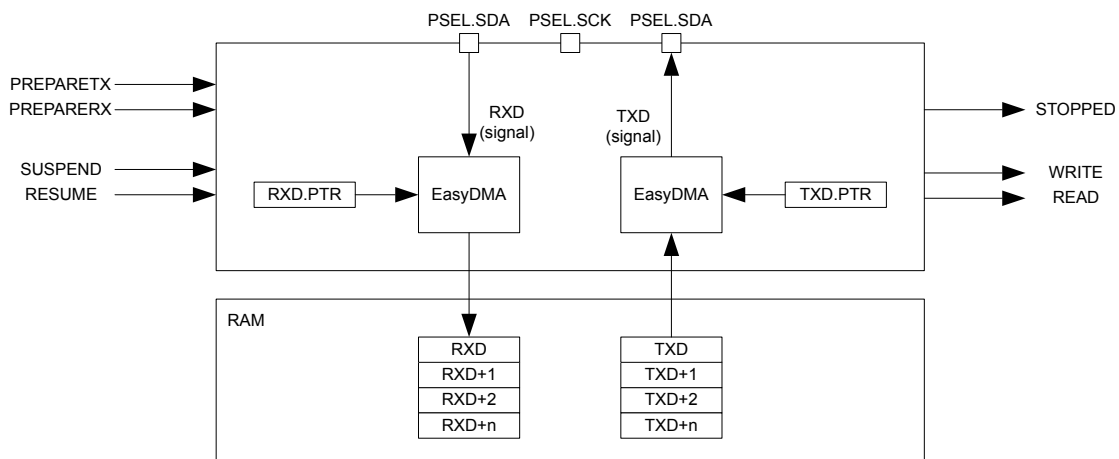 PSEL.SDA PSEL.SCK PSEL.SDA
PREPARETX
PREPARERX
RXD
(signal)
TXD
(signal)
STOPPED
SUSPEND
RESUME
RXD.PTR
EasyDMA
EasyDMA
TXD.PTR
WRITE
READ
RAM
RXD
RXD+1
RXD+2
RXD+n
TXD
TXD+1
TXD+2
TXD+n